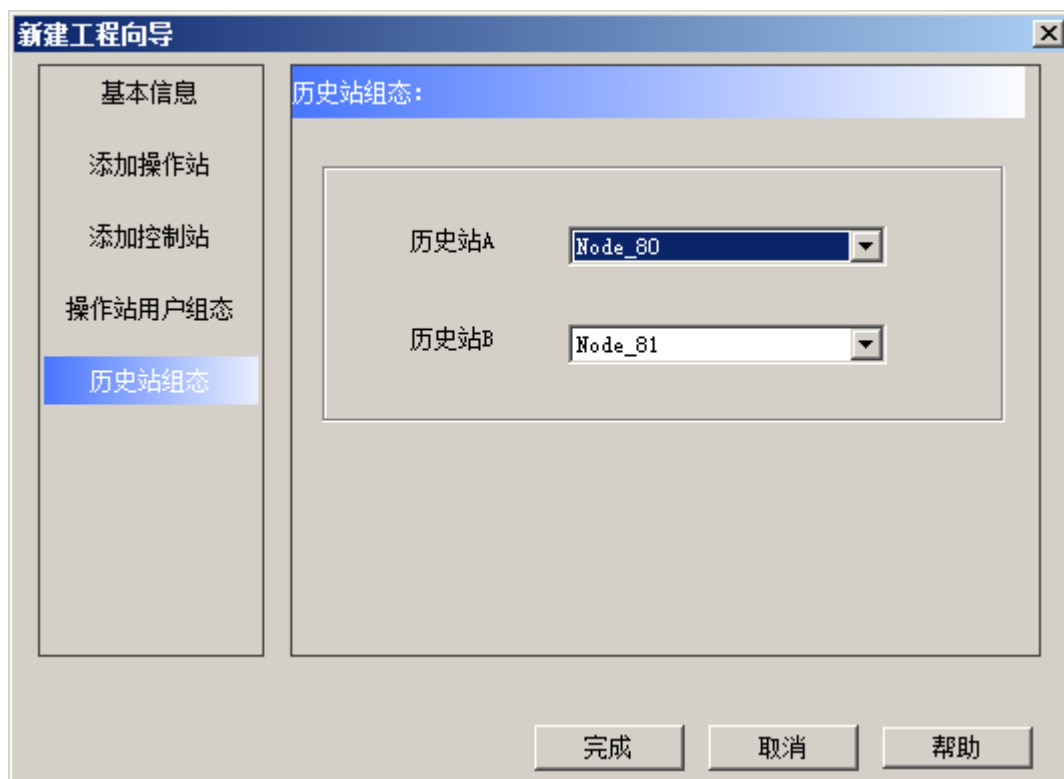 新建工程向导
基本信息
添加操作站
添加控制站
操作站用户组态
历史站组态
历史站组态:
历史站A
Node_80
历史站B
Node_81
完成
取消
帮助